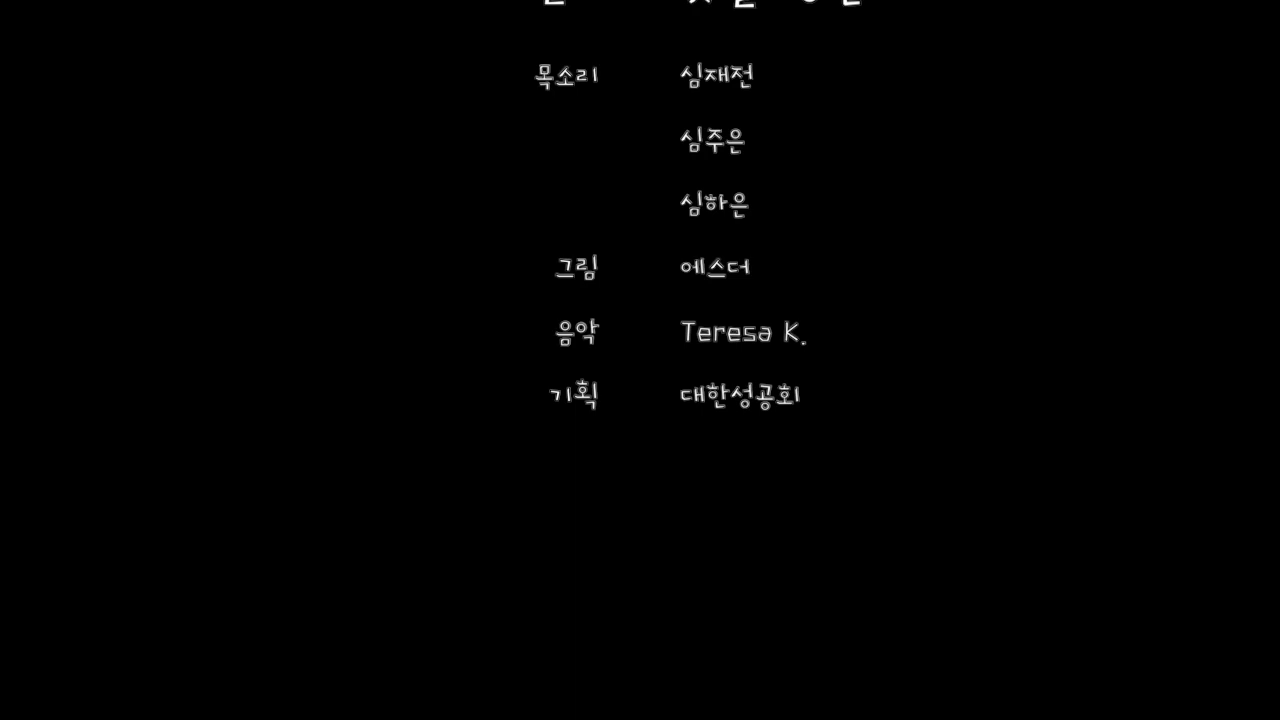 목소리 심재전
심주은
심하은
그림 에스더
음악 Teresa K.
기획 대한성공회